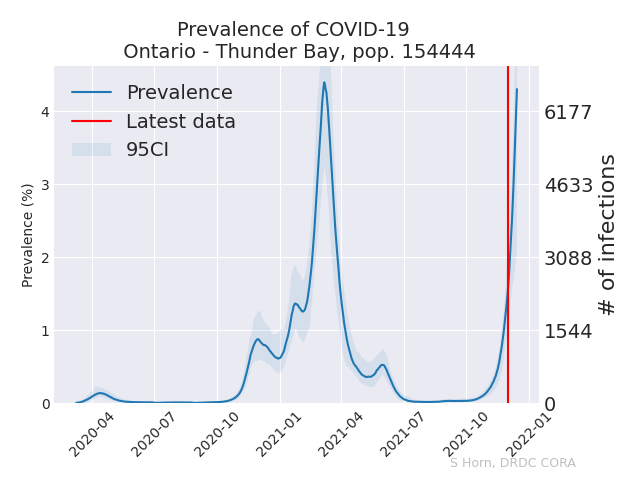 Prevalence of COVID-19
Ontario - Thunder Bay, pop. 154444
Prevalence
Latest data
95CI
Prevalence (%)
4
3
2
1
0
6177
4633
3088
1544
0
# of infections
2020-04
2020-07
2020-10
2021-01
2021-04
2021-07
2021-10
2022-01
S Horn, DRDC CORA